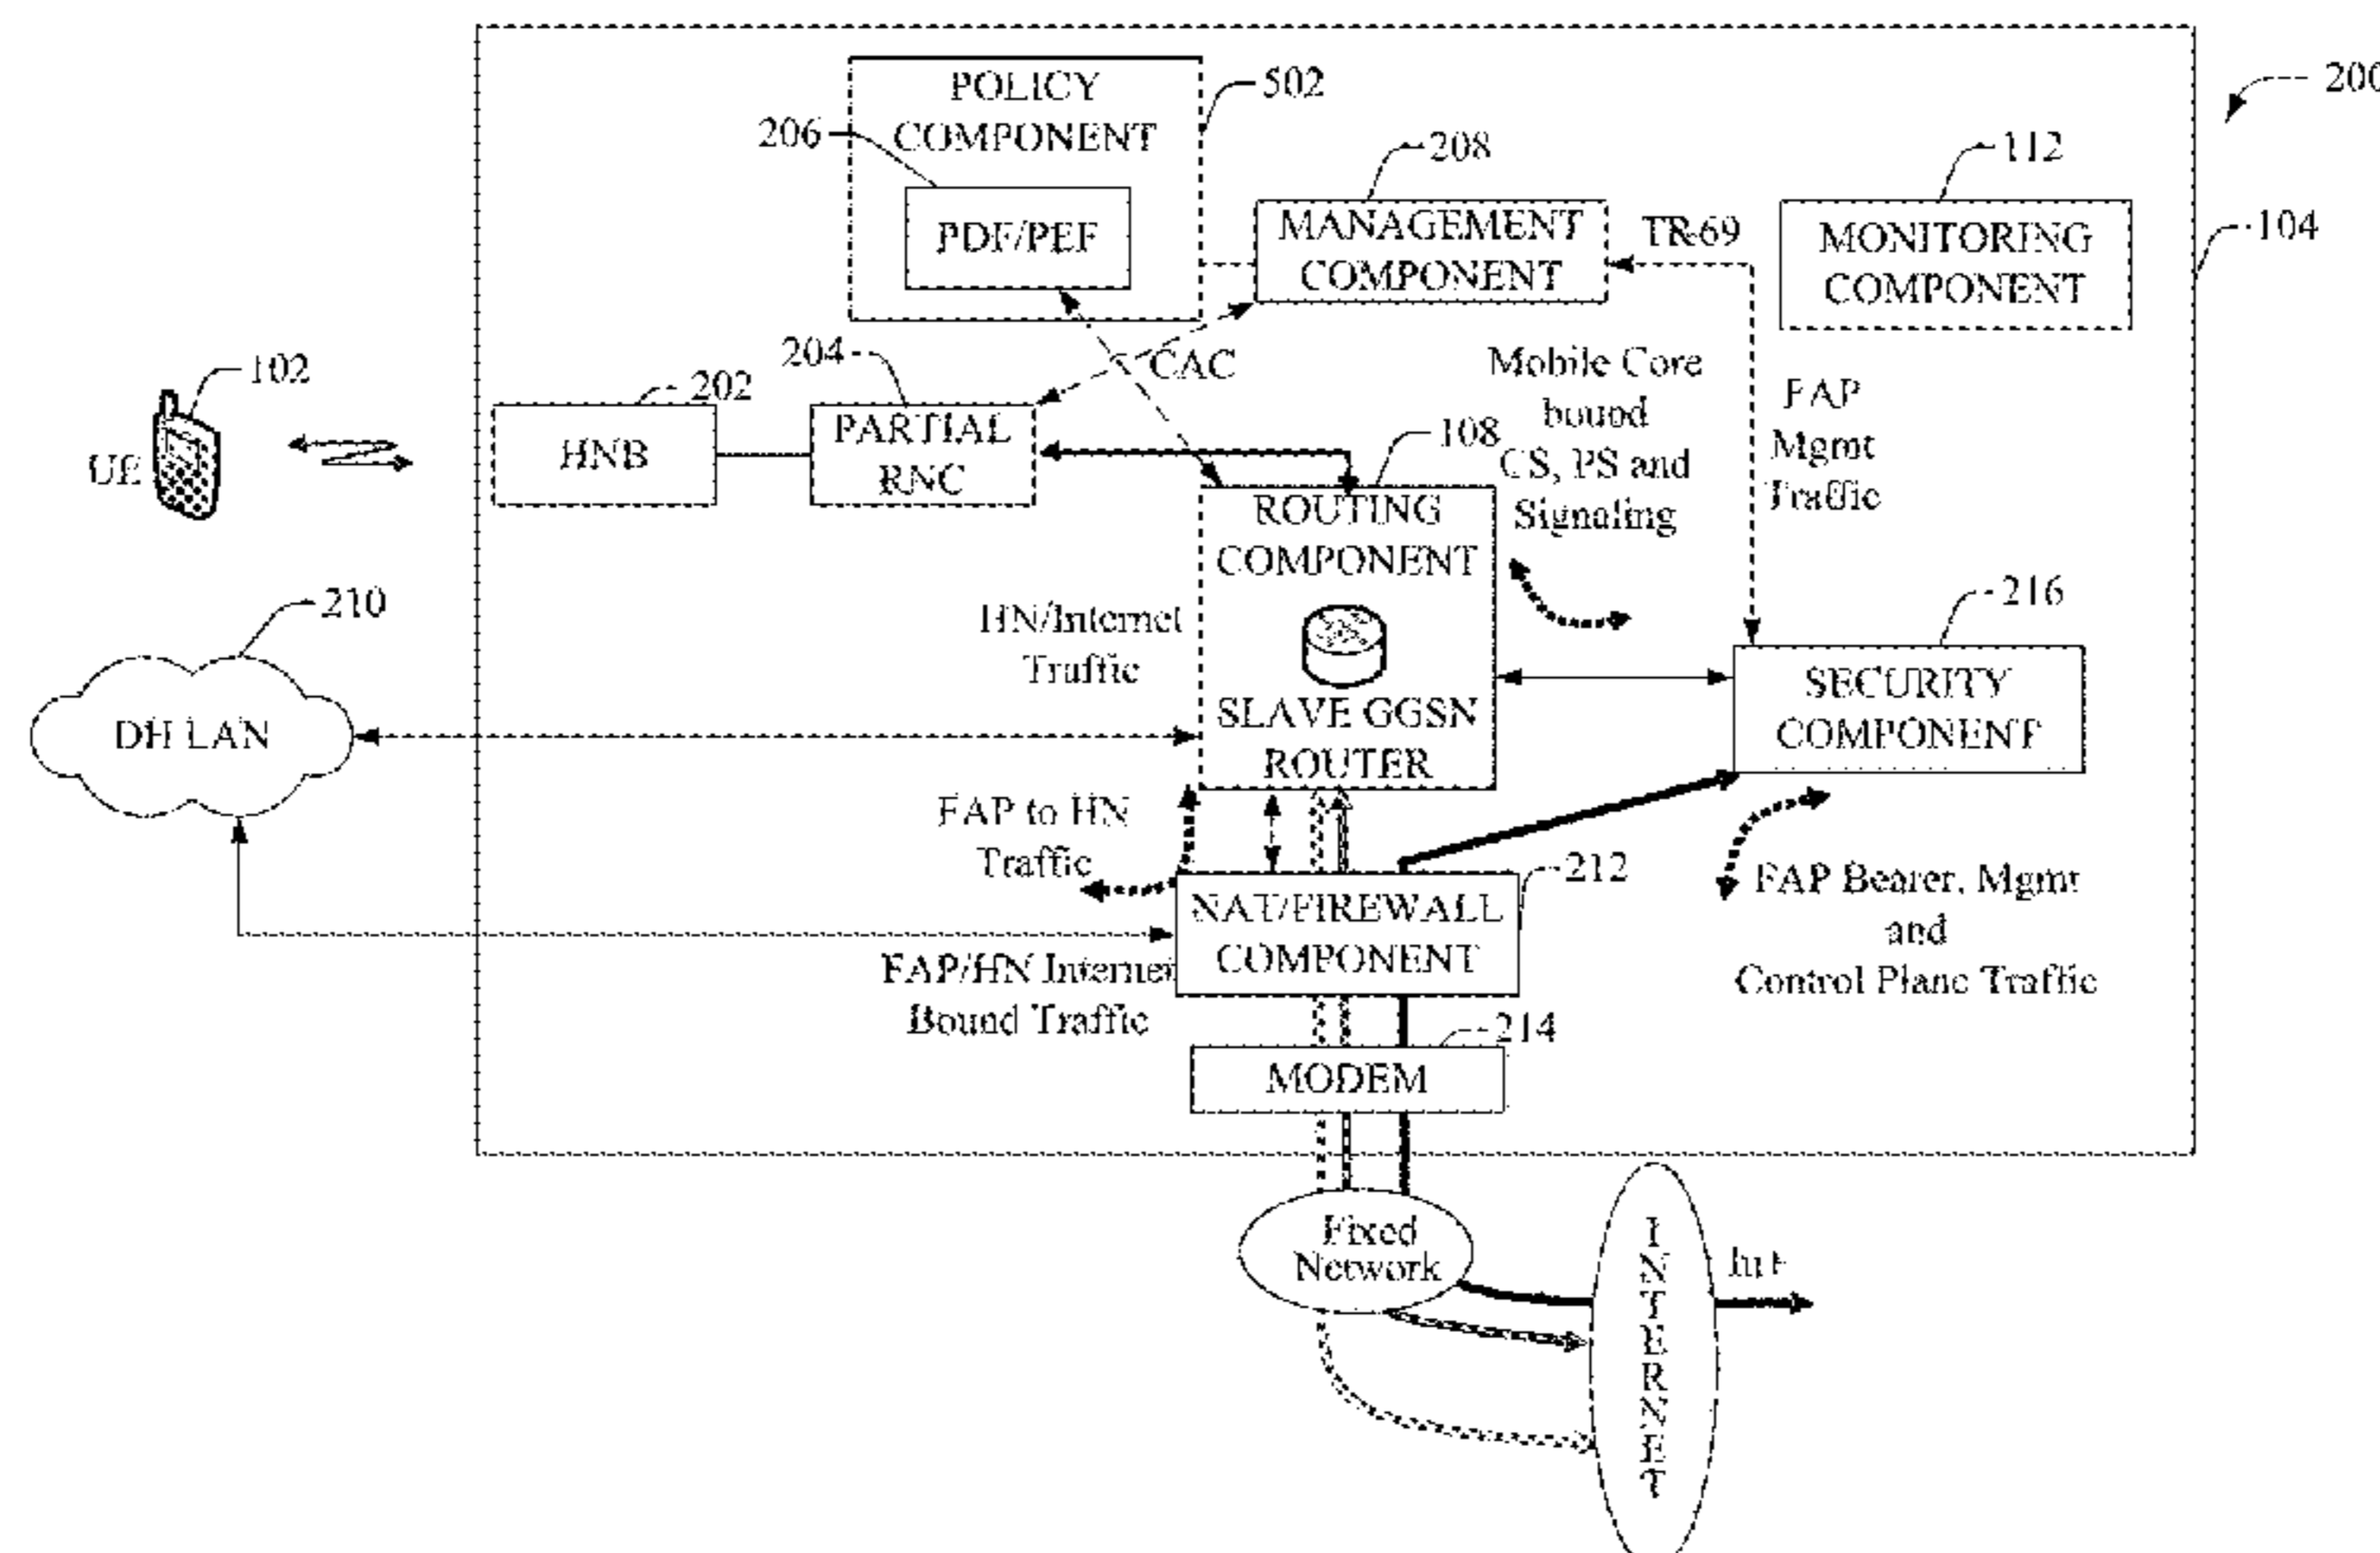 200
POLICY
COMPONENT
502
206
PDF/PEF
208
MANAGEMENT
COMPONENT
TR-69
112
MONITORING
COMPONENT
104
CAC
204
PARTIAL
RNC
202
HNB
102
UE
Mobile Core
bound
CS, PS and
Signaling
FAP
Mgmt
Traffic
108
ROUTING
COMPONENT
SLAVE GGSN
ROUTER
HN/Internet
Traffic
210
DH LAN
216
SECURITY
COMPONENT
FAP to HN
Traffic
212
NAT/FIREWALL
COMPONENT
FAP Bearer, Mgmt
and
Control Plane Traffic
FAP/HN Internet
Bound Traffic
214
MODEM
Fixed
Network
INTERNET